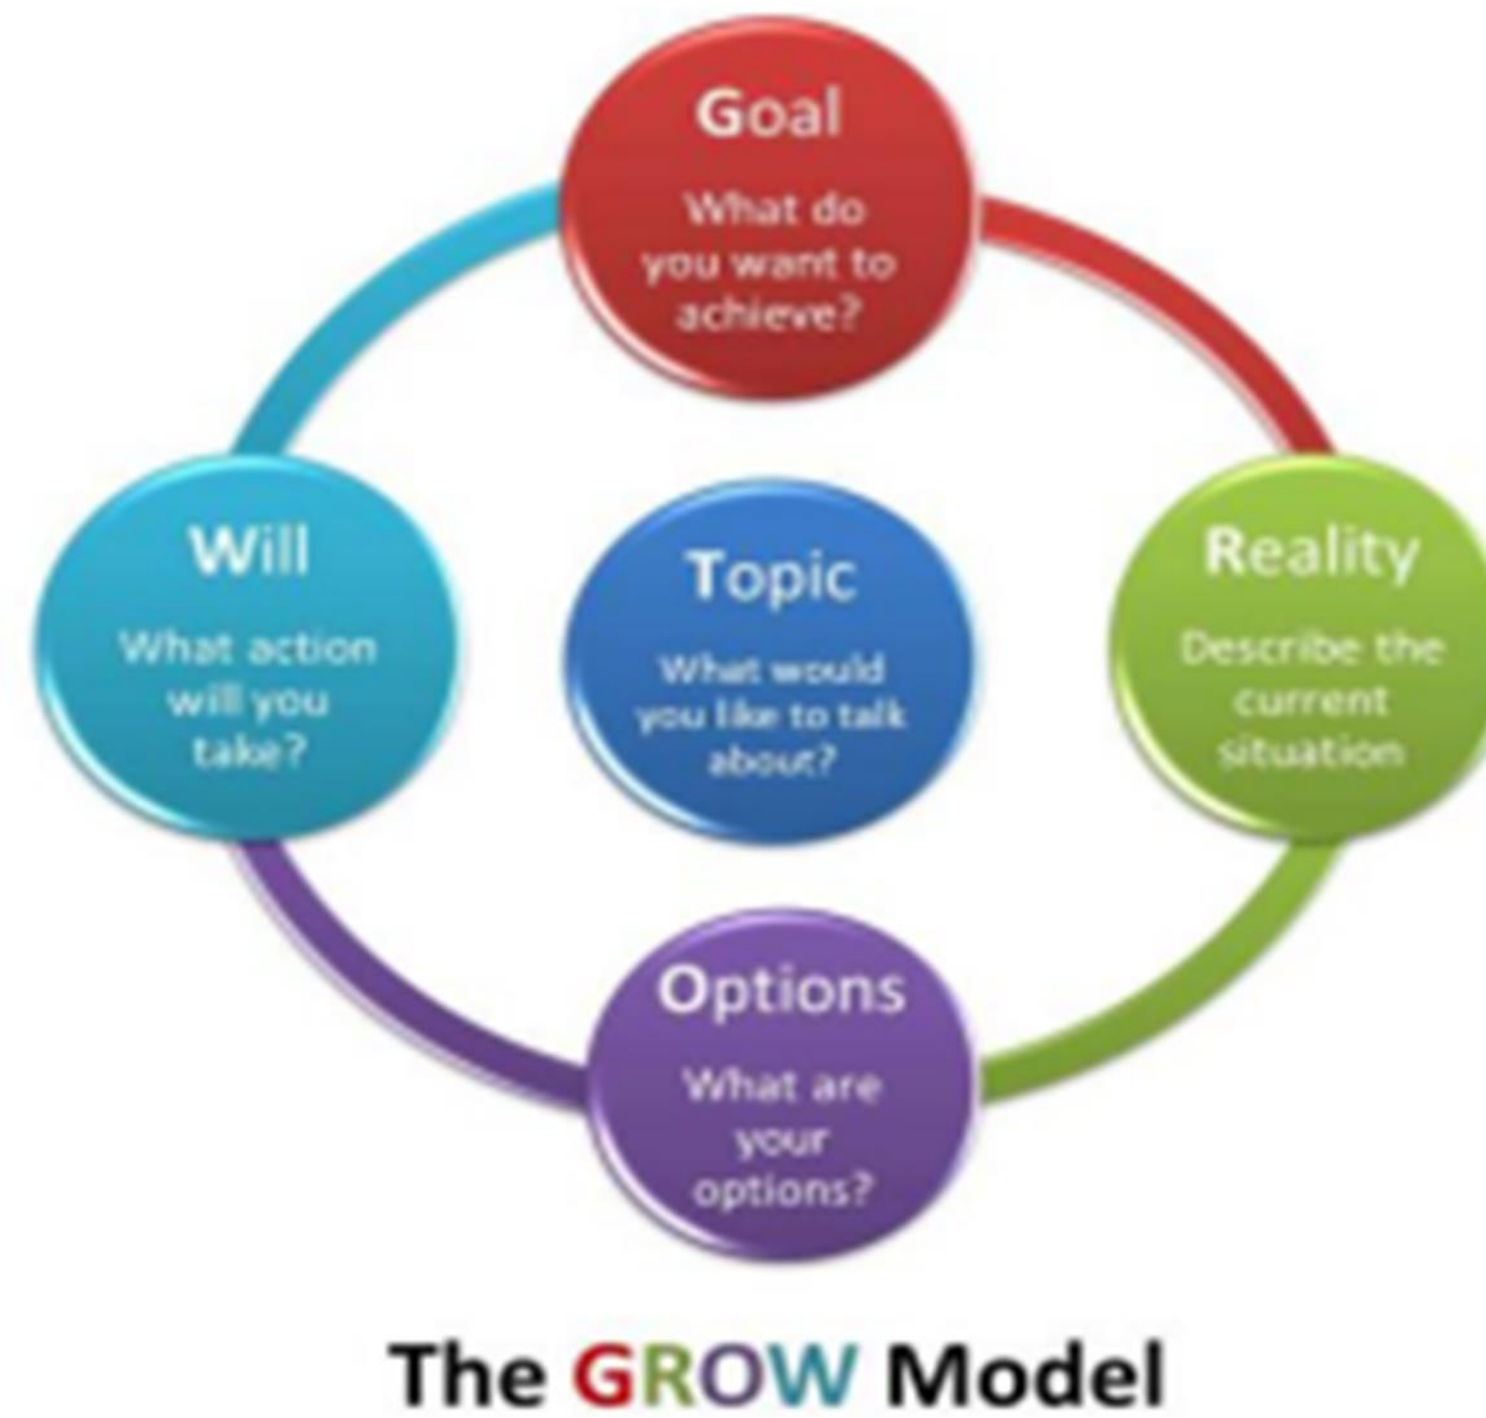 Goal
What do
you want to
achieve?
Will
What action
will you
take?
Topic
What would
you like to talk
about?
Reality
Describe the
current
situation
Options
What are
your
options?
The GROW Model